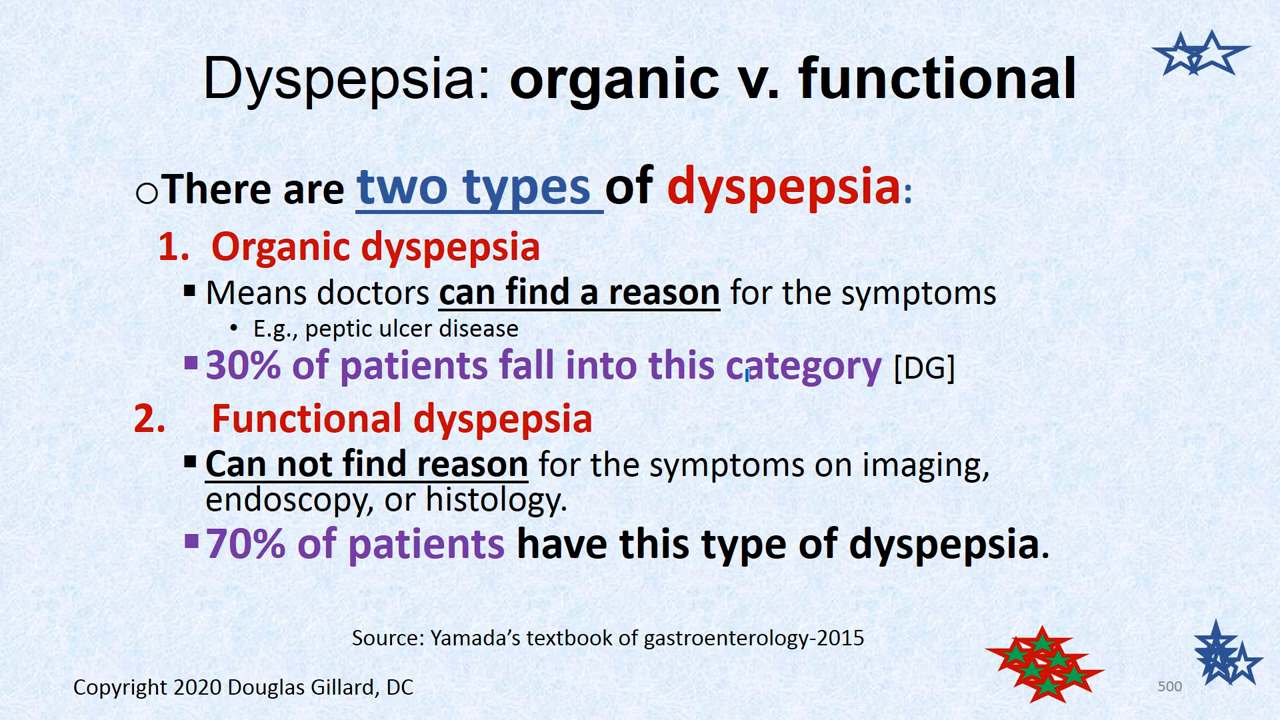 Dyspepsia: organic v. functional
○There are two types of dyspepsia:
1. Organic dyspepsia
▪ Means doctors can find a reason for the symptoms
• E.g., peptic ulcer disease
▪ 30% of patients fall into this category [DG]
2. Functional dyspepsia
▪ Can not find reason for the symptoms on imaging,
endoscopy, or histology.
▪ 70% of patients have this type of dyspepsia.
Source: Yamada’s textbook of gastroenterology-2015
Copyright 2020 Douglas Gillard, DC
500